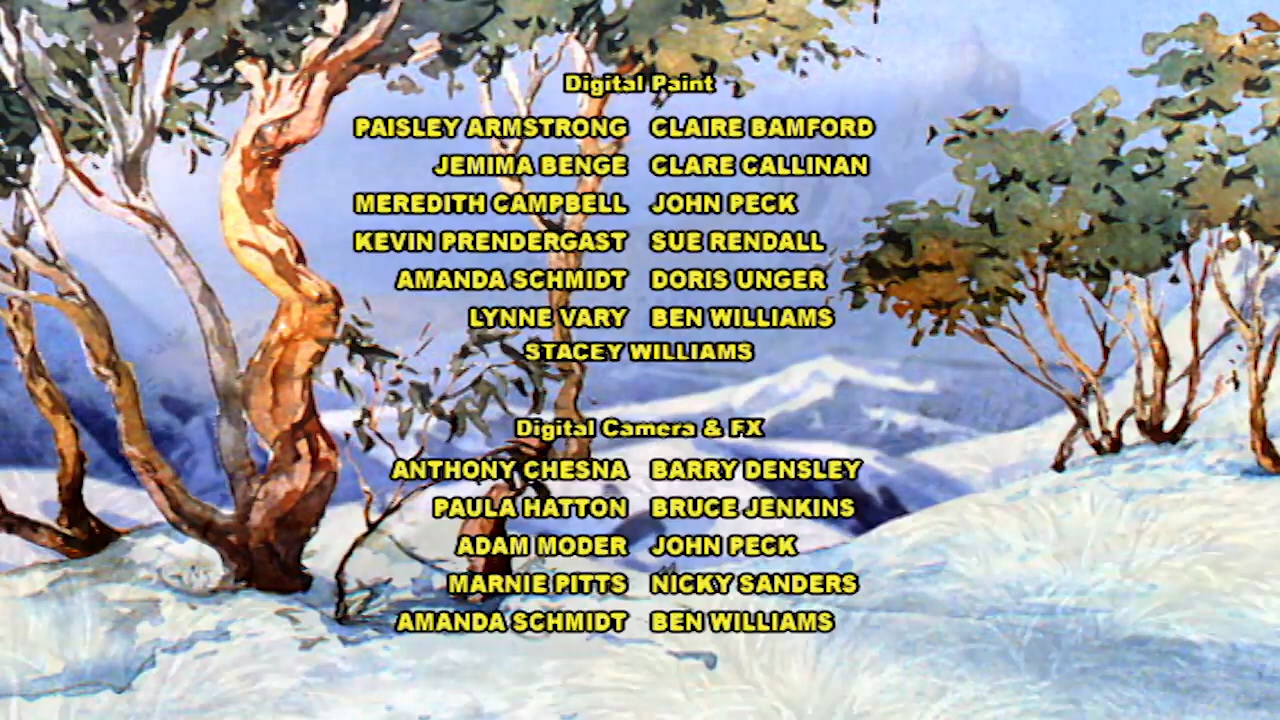 Digital Paint
PAISLEY ARMSTRONG CLAIRE BAMFORD
JEMIMA BENGE CLARE CALLINAN
MEREDITH CAMPBELL JOHN PECK
KEVIN PRENDERGAST SUE RENDALL
AMANDA SCHMIDT DORIS UNGER
LYNNE VARY BEN WILLIAMS
STACEY WILLIAMS
Digital Camera & FX
ANTHONY CHESNA BARRY DENSLEY
PAULA HATTON BRUCE JENKINS
ADAM MODER JOHN PECK
MARNIE PITTS NICKY SANDERS
AMANDA SCHMIDT BEN WILLIAMS